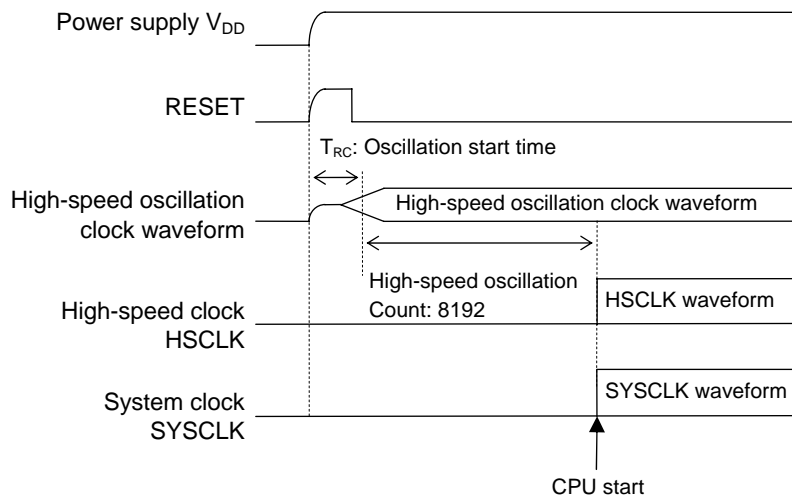 Power supply VDD
RESET
TRC: Oscillation start time
High-speed oscillation
clock waveform
High-speed oscillation clock waveform
High-speed oscillation
Count: 8192
High-speed clock
HSCLK
HSCLK waveform
System clock
SYSCLK
SYSCLK waveform
CPU start